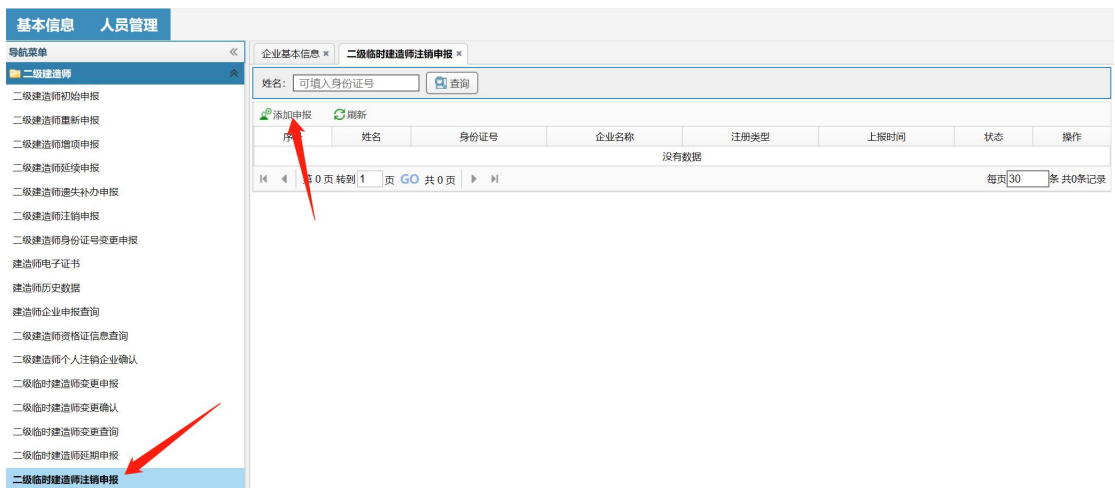 基本信息 人员管理
导航菜单
企业基本信息 二级临时建造师注销申报
二级建造师
二级建造师初始申报
二级建造师重新申报
二级建造师增项申报
二级建造师延续申报
二级建造师遗失补办申报
二级建造师注销申报
二级建造师身份证号变更申报
建造师电子证书
建造师历史数据
建造师企业申报查询
二级建造师资格证信息查询
二级建造师个人注销企业确认
二级临时建造师变更申报
二级临时建造师变更确认
二级临时建造师变更查询
二级临时建造师延期申报
二级临时建造师注销申报
姓名: 可填入身份证号 查询
添加申报 刷新
序 姓名 身份证号 企业名称 注册类型 上报时间 状态 操作
没有数据
第 0 页 转到 1 页 GO 共 0 页 每页 30 条 共0条记录